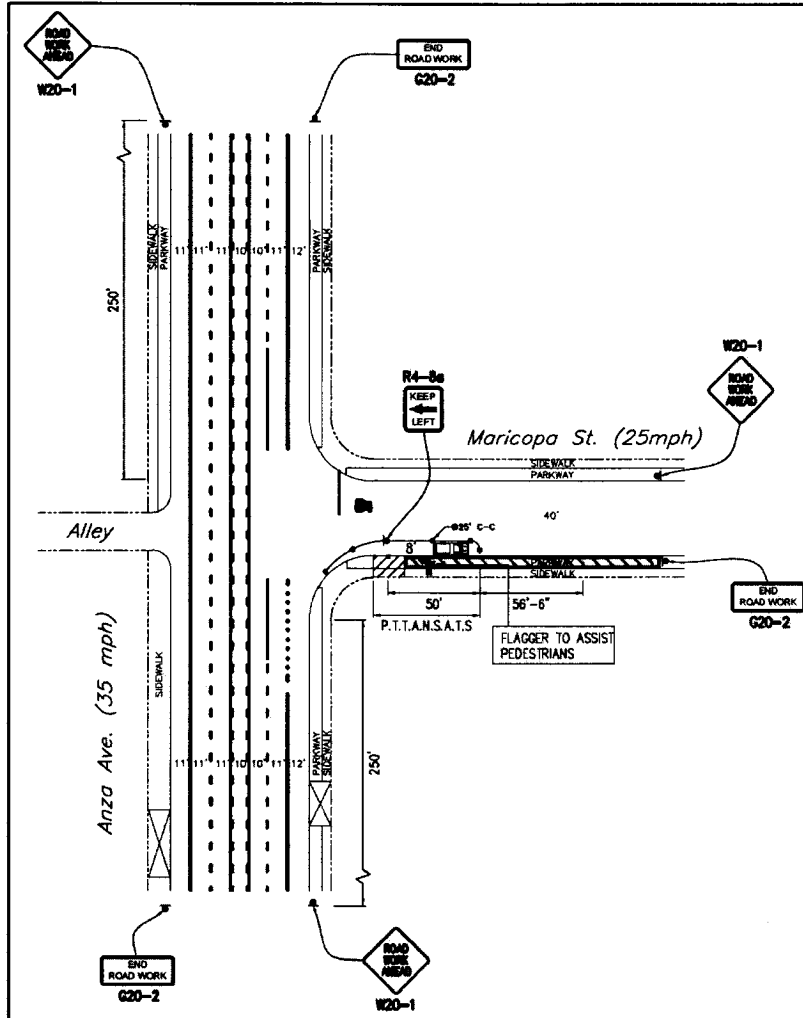 ROAD
WORK
AHEAD
W20-1
END
ROAD WORK
G20-2
SIDEWALK
PARKWAY
11' 11' 11' 10' 10' 11' 12'
PARKWAY
SIDEWALK
250'
R4-8a
KEEP
LEFT
W20-1
ROAD
WORK
AHEAD
Maricopa St. (25mph)
SIDEWALK
PARKWAY
Alley
@25' C-C
40'
8'
PARKWAY
SIDEWALK
50'
56'-6"
P.T.T.A.N.S.A.T.S
FLAGGER TO ASSIST
PEDESTRIANS
END
ROAD WORK
G20-2
Anza Ave. (35 mph)
SIDEWALK
11' 11' 11' 10' 10' 11' 12'
PARKWAY
SIDEWALK
250'
END
ROAD WORK
G20-2
ROAD
WORK
AHEAD
W20-1